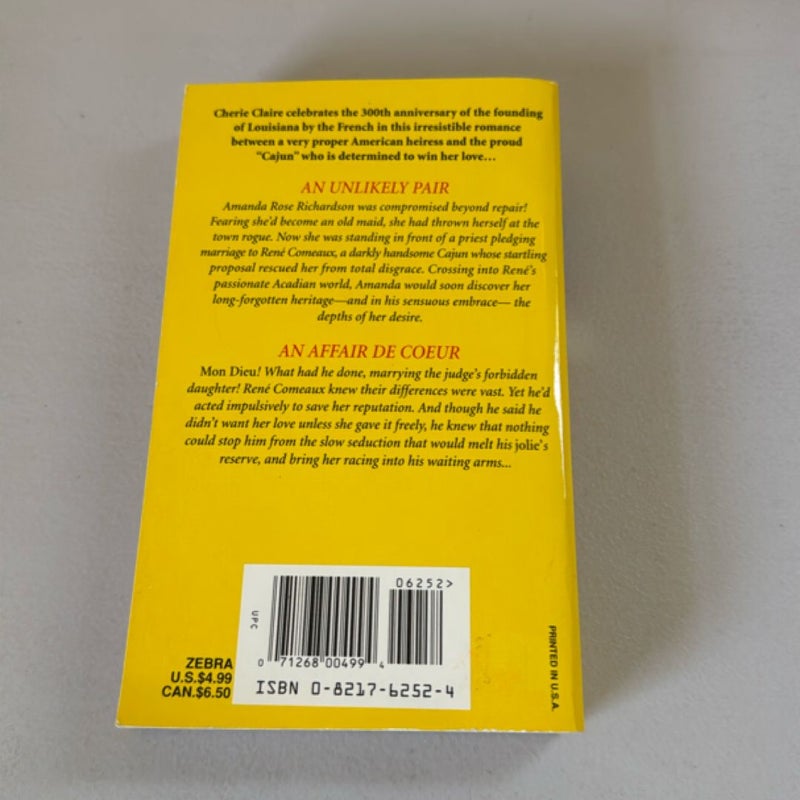 Cherie Claire celebrates the 300th anniversary of the founding
of Louisiana by the French in this irresistible romance
between a very proper American heiress and the proud
“Cajun” who is determined to win her love…
AN UNLIKELY PAIR
Amanda Rose Richardson was compromised beyond repair!
Fearing she'd become an old maid, she had thrown herself at the
town rogue. Now she was standing in front of a priest pledging
marriage to René Comeaux, a darkly handsome Cajun whose startling
proposal rescued her from total disgrace. Crossing into René's
passionate Acadian world, Amanda would soon discover her
long-forgotten heritage—and in his sensuous embrace— the
depths of her desire.
AN AFFAIR DE COEUR
Mon Dieu! What had he done, marrying the judge's forbidden
daughter! René Comeaux knew their differences were vast. Yet he'd
acted impulsively to save her reputation. And though he said he
didn't want her love unless she gave it freely, he knew that nothing
could stop him from the slow seduction that would melt his jolie's
reserve, and bring her racing into his waiting arms...
ZEBRA
U.S.$4.99
CAN.$6.50
UPC
06252>
0 71268 00499 4
ISBN 0-8217-6252-4
PRINTED IN U.S.A.